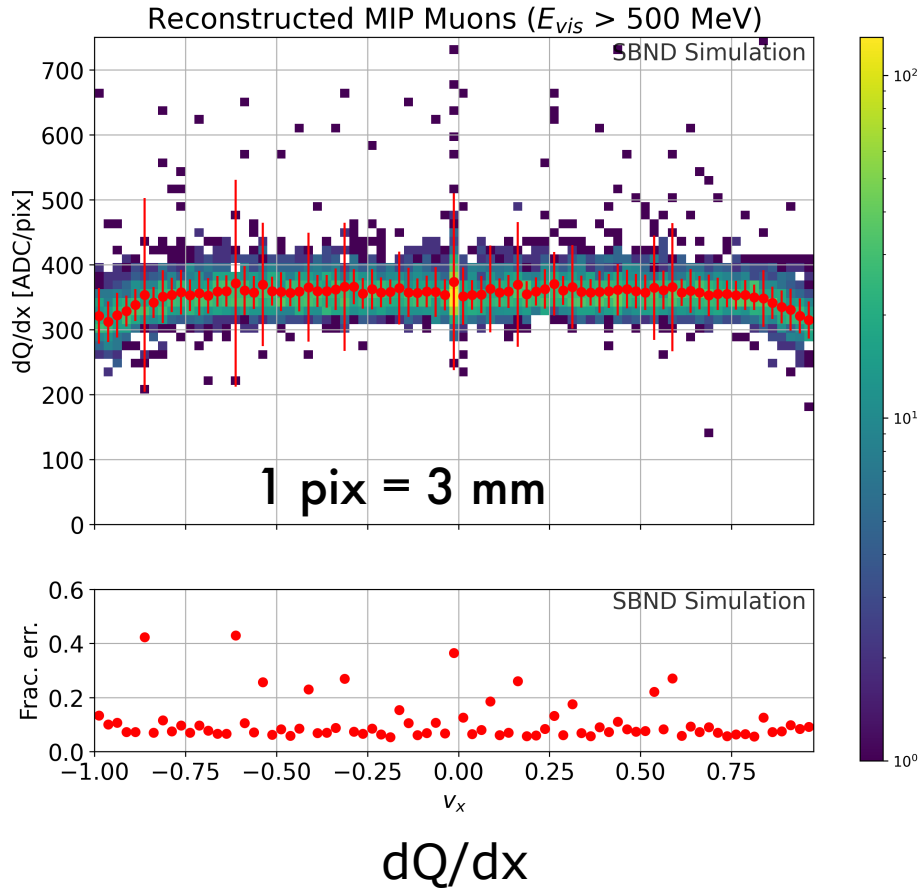 Reconstructed MIP Muons (E_vis > 500 MeV)
SBND Simulation
700
600
500
400
300
200
100
0
dQ/dx [ADC/pix]
1 pix = 3 mm
10²
10¹
10⁰
SBND Simulation
0.6
0.4
0.2
0.0
Frac. err.
−1.00 −0.75 −0.50 −0.25 0.00 0.25 0.50 0.75
v_x
dQ/dx